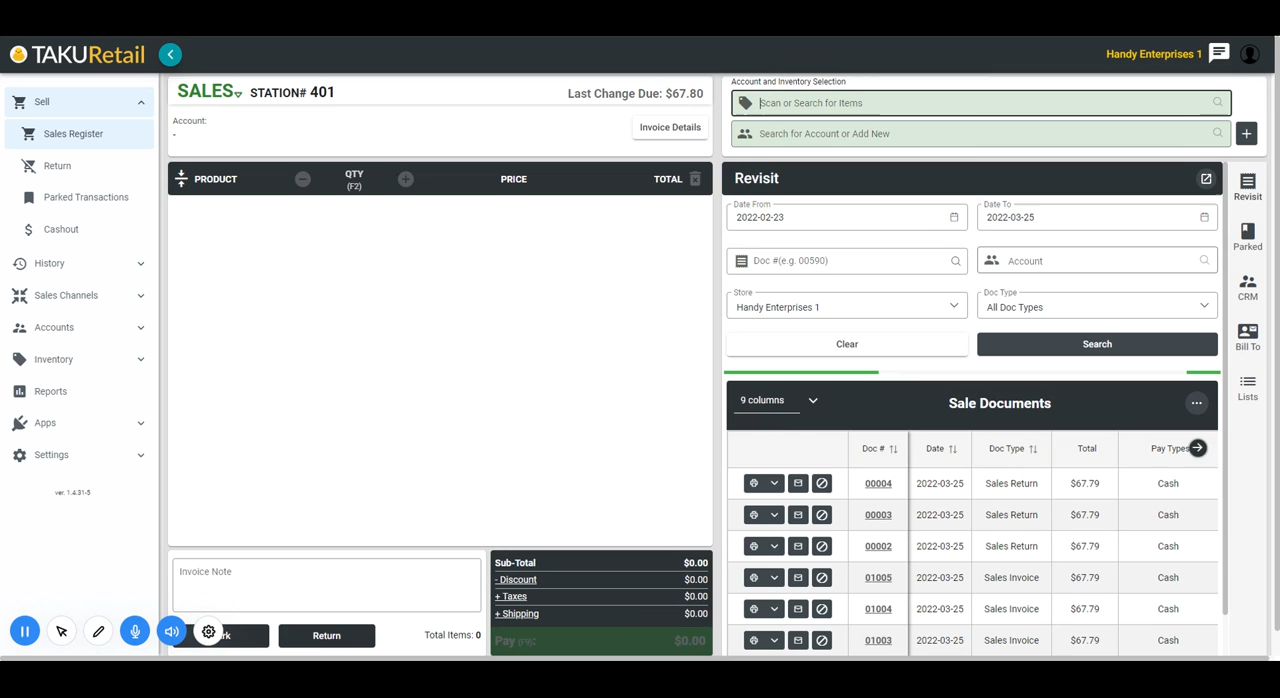 TAKURetail
Handy Enterprises 1
Sell
Sales Register
Return
Parked Transactions
Cashout
History
Sales Channels
Accounts
Inventory
Reports
Apps
Settings
ver. 1.4.31-5
SALES STATION# 401
Last Change Due: $67.80
Account:
-
Invoice Details
PRODUCT QTY (F2) PRICE TOTAL
Invoice Note
Return
Total Items: 0
Sub-Total $0.00
- Discount $0.00
+ Taxes $0.00
+ Shipping $0.00
Pay (F9): $0.00
Account and Inventory Selection
Scan or Search for Items
Search for Account or Add New
Revisit
Date From
2022-02-23
Date To
2022-03-25
Doc #(e.g. 00590)
Account
Store
Handy Enterprises 1
Doc Type
All Doc Types
Clear
Search
9 columns
Sale Documents
Doc # Date Doc Type Total Pay Types
00004 2022-03-25 Sales Return $67.79 Cash
00003 2022-03-25 Sales Return $67.79 Cash
00002 2022-03-25 Sales Return $67.79 Cash
01005 2022-03-25 Sales Invoice $67.79 Cash
01004 2022-03-25 Sales Invoice $67.79 Cash
01003 2022-03-25 Sales Invoice $67.79 Cash
Revisit
Parked
CRM
Bill To
Lists